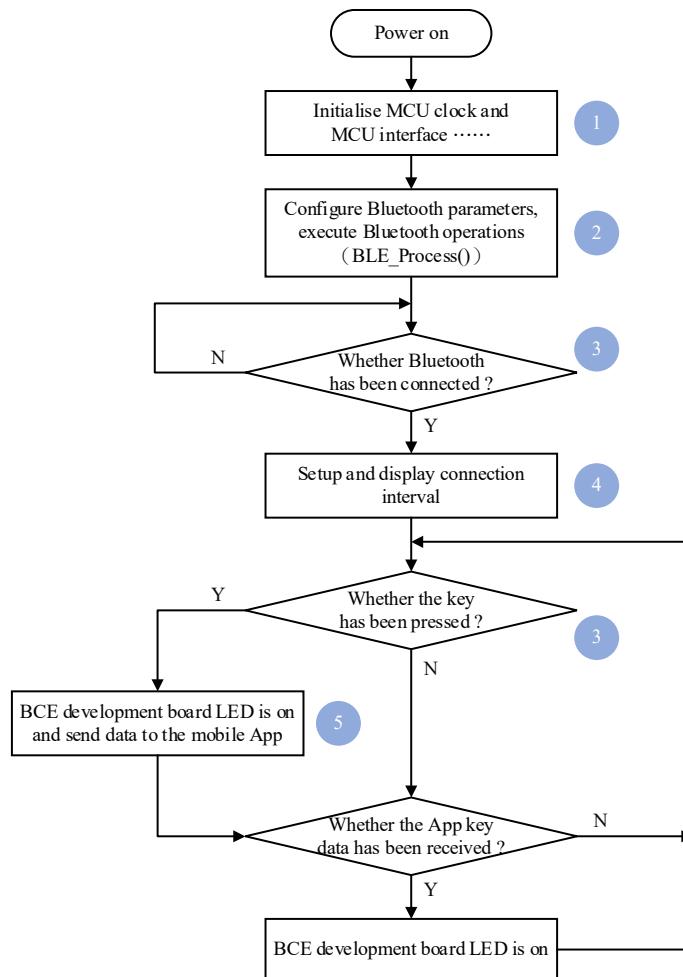 Power on
Initialise MCU clock and
MCU interface ······
1
Configure Bluetooth parameters,
execute Bluetooth operations
（BLE_Process()）
2
N
Whether Bluetooth
has been connected ?
3
Y
Setup and display connection
interval
4
Y
Whether the key
has been pressed ?
3
N
BCE development board LED is on
and send data to the mobile App
5
Whether the App key
data has been received ?
N
Y
BCE development board LED is on